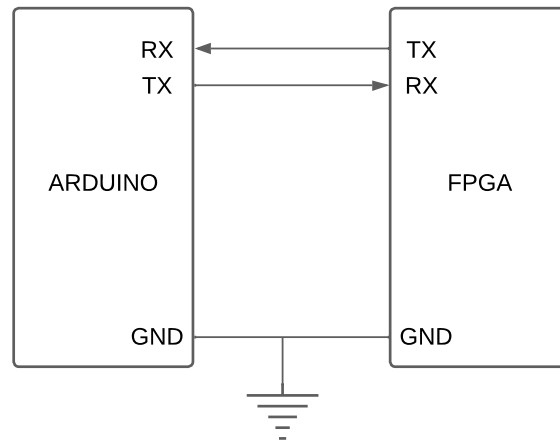 RX
TX
TX
RX
ARDUINO
FPGA
GND
GND